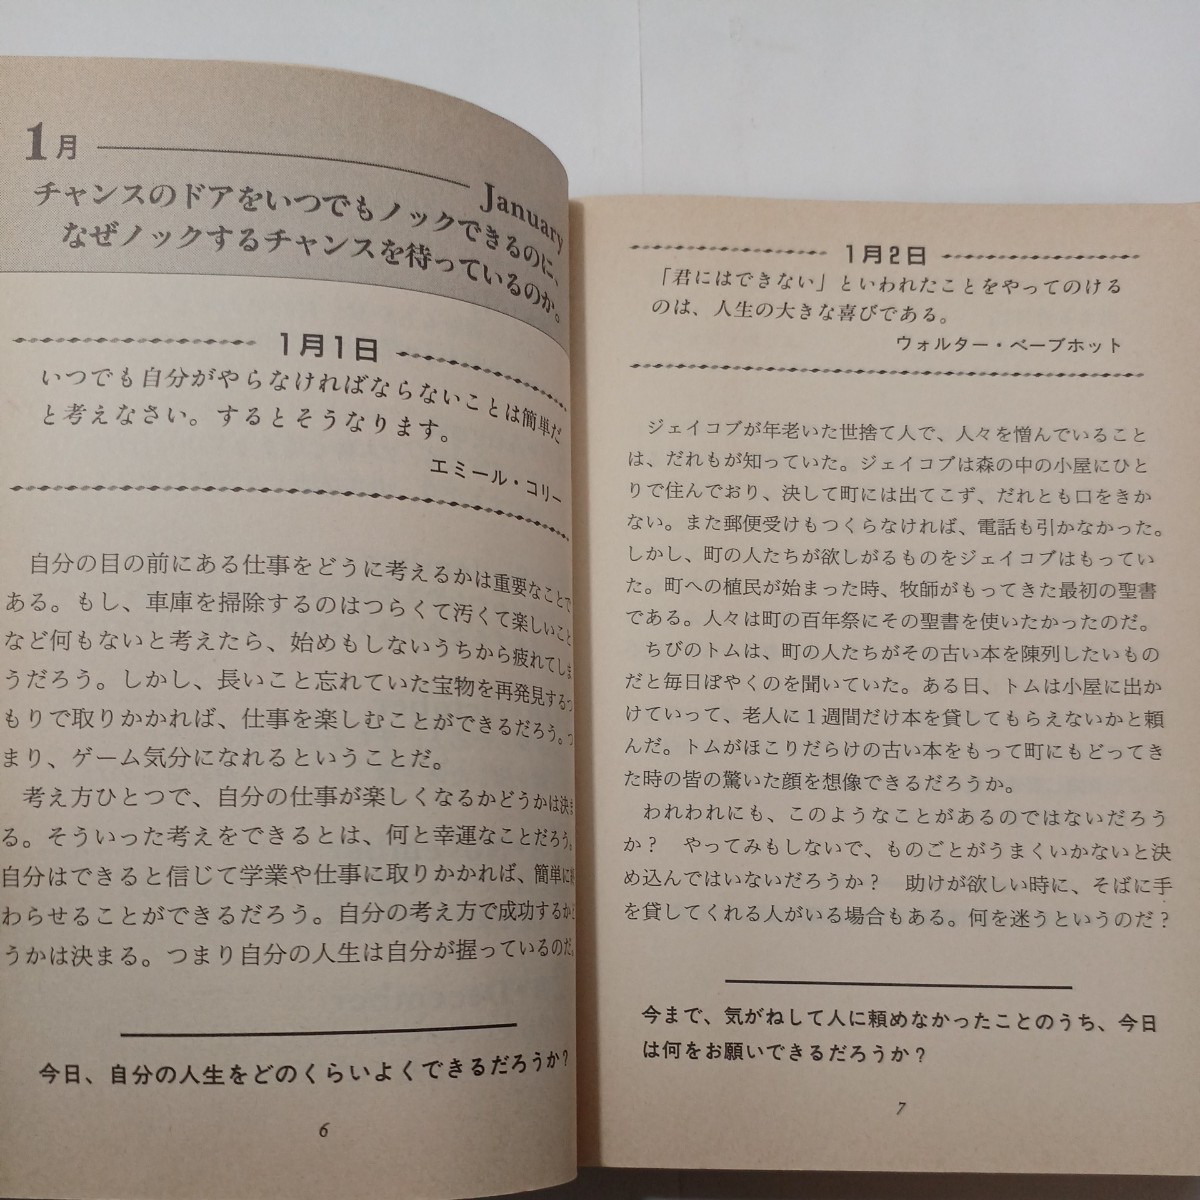 1月
January
チャンスのドアをいつでもノックできるのに、
なぜノックするチャンスを待っているのか。
1月1日
いつでも自分がやらなければならないことは簡単だ
と考えなさい。するとそうなります。
エミール・コリー
自分の目の前にある仕事をどうに考えるかは重要なことで
ある。もし、車庫を掃除するのはつらくて汚くて楽しいこと
など何もないと考えたら、始めもしないうちから疲れてしま
うだろう。しかし、長いこと忘れていた宝物を再発見するつ
もりで取りかかれば、仕事を楽しむことができるだろう。つ
まり、ゲーム気分になれるということだ。
考え方ひとつで、自分の仕事が楽しくなるかどうかは決ま
る。そういった考えをできるとは、何と幸運なことだろう。
自分はできると信じて学業や仕事に取りかかれば、簡単に終
わらせることができるだろう。自分の考え方で成功するかど
うかは決まる。つまり自分の人生は自分が握っているのだ。
今日、自分の人生をどのくらいよくできるだろうか？
6
1月2日
「君にはできない」といわれたことをやってのける
のは、人生の大きな喜びである。
ウォルター・ベーブホット
ジェイコブが年老いた世捨て人で、人々を憎んでいること
は、だれもが知っていた。ジェイコブは森の中の小屋にひと
りで住んでおり、決して町には出てこず、だれとも口をきか
ない。また郵便受けもつくらなければ、電話も引かなかった。
しかし、町の人たちが欲しがるものをジェイコブはもってい
た。町への植民が始まった時、牧師がもってきた最初の聖書
である。人々は町の百年祭にその聖書を使いたかったのだ。
ちびのトムは、町の人たちがその古い本を陳列したいもの
だと毎日ぼやくのを聞いていた。ある日、トムは小屋に出か
けていって、老人に1週間だけ本を貸してもらえないかと頼
んだ。トムがほこりだらけの古い本をもって町にもどってき
た時の皆の驚いた顔を想像できるだろうか。
われわれにも、このようなことがあるのではないだろう
か？　やってみもしないで、ものごとがうまくいかないと決
め込んではいないだろうか？　助けが欲しい時に、そばに手
を貸してくれる人がいる場合もある。何を迷うというのだ？
今まで、気がねして人に頼めなかったことのうち、今日
は何をお願いできるだろうか？
7